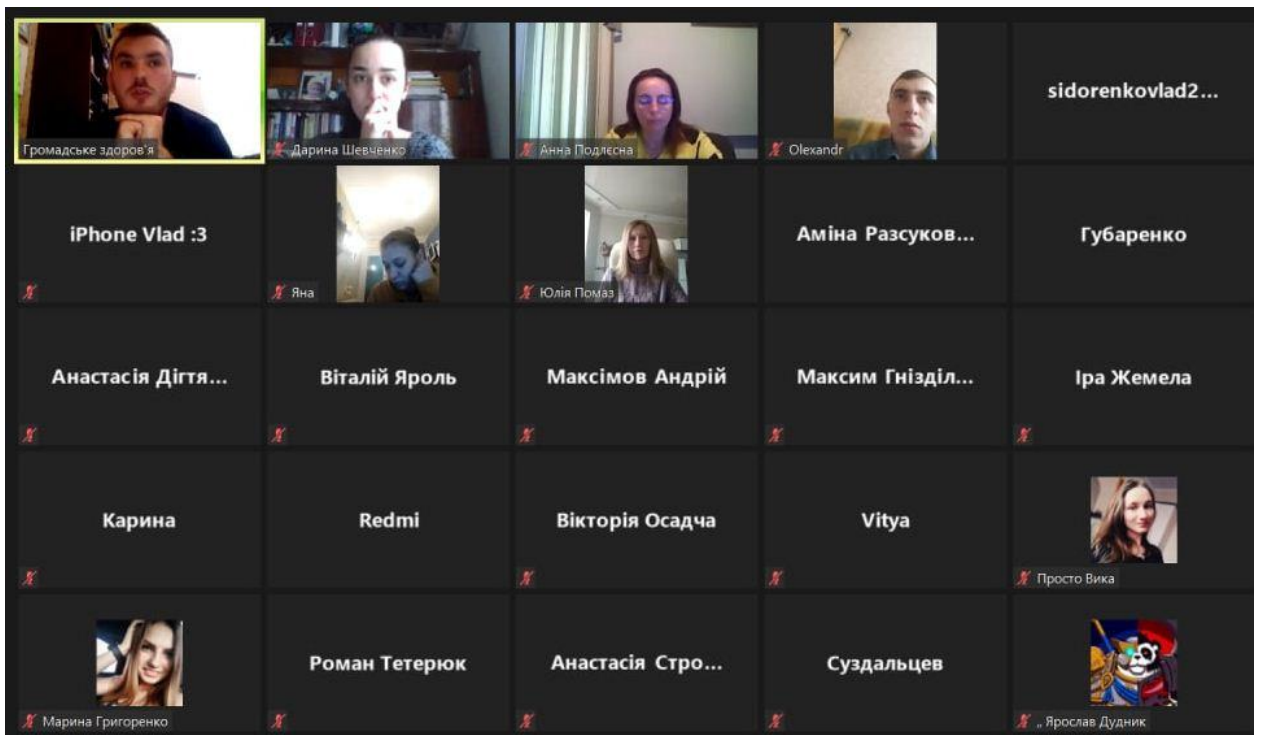 Громадське здоров'я
Дарина Шевченко
Анна Подлєсна
Olexandr
sidorenkovlad2...
iPhone Vlad :3
Яна
Юлія Помаз
Аміна Разсуков...
Губаренко
Анастасія Дігтя...
Віталій Яроль
Максімов Андрій
Максим Гнізділ...
Іра Жемела
Карина
Redmi
Вікторія Осадча
Vitya
Просто Вика
Марина Григоренко
Роман Тетерюк
Анастасія Стро...
Суздальцев
„ Ярослав Дудник